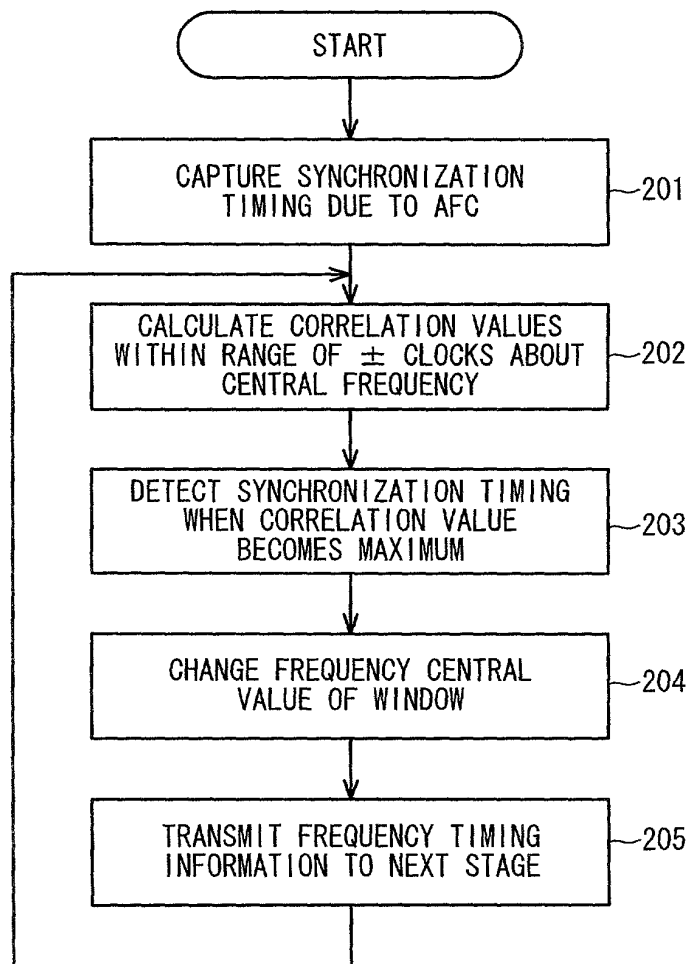 START
CAPTURE SYNCHRONIZATION
TIMING DUE TO AFC
201
CALCULATE CORRELATION VALUES
WITHIN RANGE OF ± CLOCKS ABOUT
CENTRAL FREQUENCY
202
DETECT SYNCHRONIZATION TIMING
WHEN CORRELATION VALUE
BECOMES MAXIMUM
203
CHANGE FREQUENCY CENTRAL
VALUE OF WINDOW
204
TRANSMIT FREQUENCY TIMING
INFORMATION TO NEXT STAGE
205